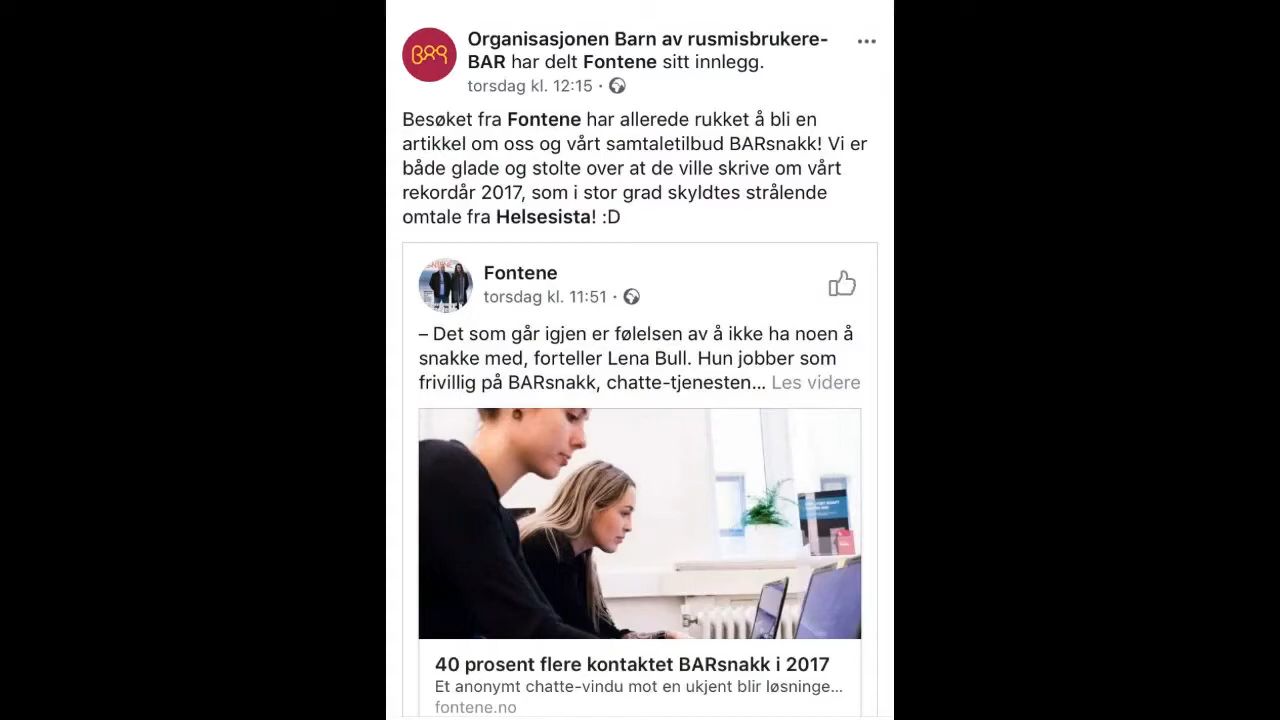 BAR
Organisasjonen Barn av rusmisbrukere-
BAR har delt Fontene sitt innlegg.
torsdag kl. 12:15 ·
Besøket fra Fontene har allerede rukket å bli en
artikkel om oss og vårt samtaletilbud BARsnakk! Vi er
både glade og stolte over at de ville skrive om vårt
rekordår 2017, som i stor grad skyldtes strålende
omtale fra Helsesista! :D
Fontene
torsdag kl. 11:51 ·
– Det som går igjen er følelsen av å ikke ha noen å
snakke med, forteller Lena Bull. Hun jobber som
frivillig på BARsnakk, chatte-tjenesten... Les videre
40 prosent flere kontaktet BARsnakk i 2017
Et anonymt chatte-vindu mot en ukjent blir løsninge...
fontene.no